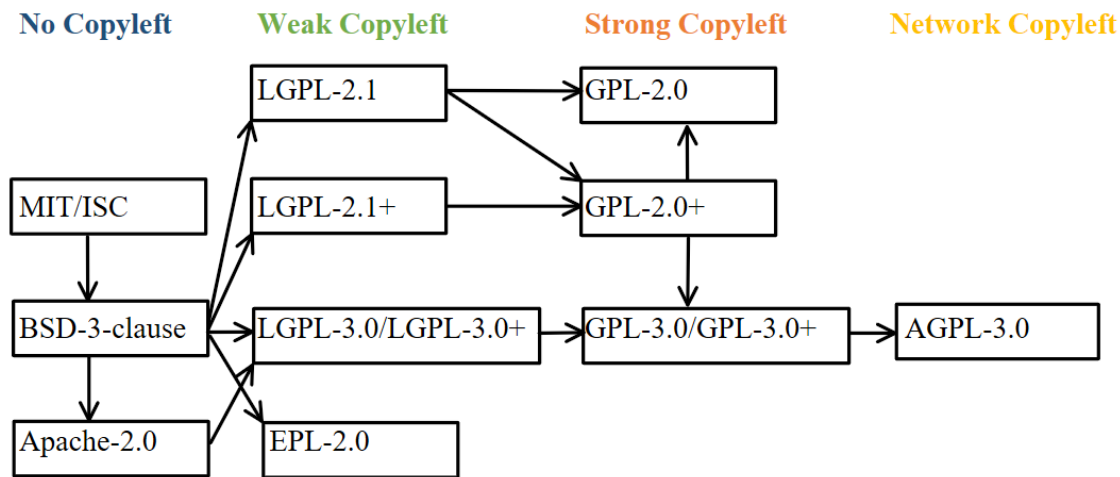 No Copyleft
Weak Copyleft
Strong Copyleft
Network Copyleft
LGPL-2.1
GPL-2.0
MIT/ISC
LGPL-2.1+
GPL-2.0+
BSD-3-clause
LGPL-3.0/LGPL-3.0+
GPL-3.0/GPL-3.0+
AGPL-3.0
Apache-2.0
EPL-2.0